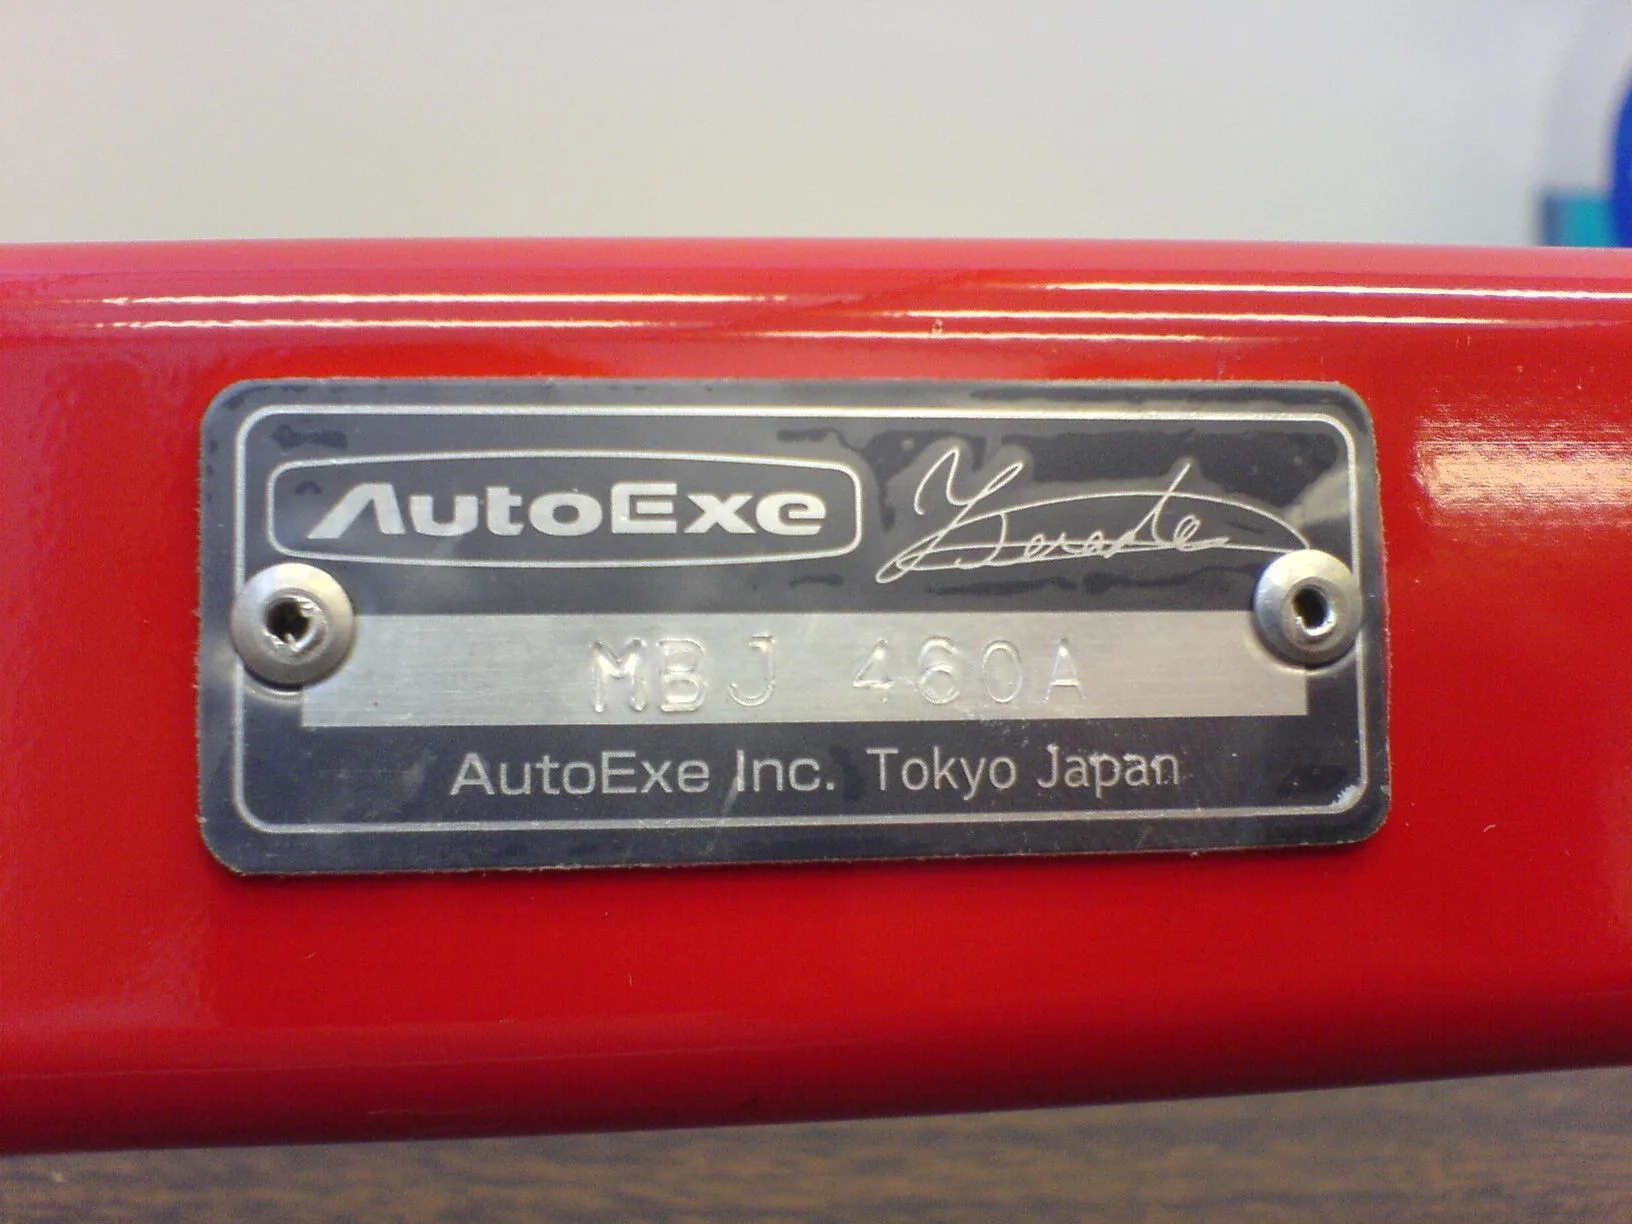 AutoExe
MBJ 460A
AutoExe Inc. Tokyo Japan